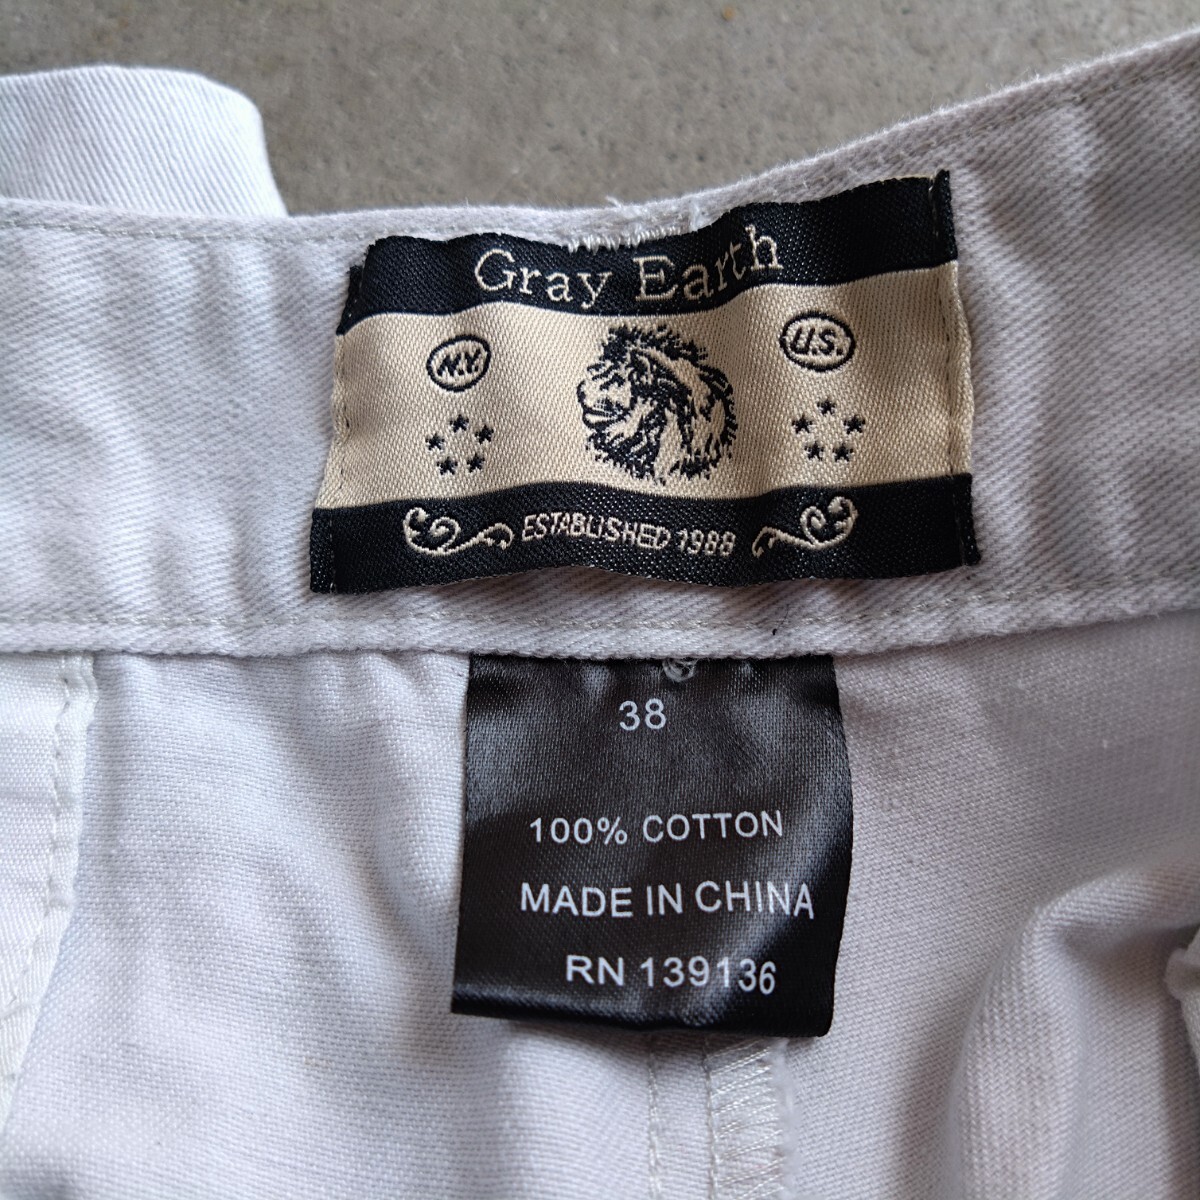 Gray Earth
N.Y.
U.S.
ESTABLISHED 1988
38
100% COTTON
MADE IN CHINA
RN 139136